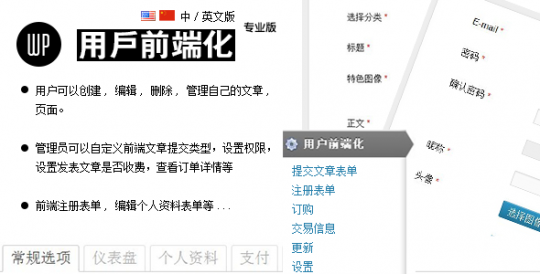 中 / 英文版
专业版
WP
用戶前端化
用户可以创建，编辑，删除，管理自己的文章，
页面。
管理员可以自定义前端文章提交类型，设置权限，
设置发表文章是否收费，查看订单详情等
前端注册表单，编辑个人资料表单等 . . .
常规选项
仪表盘
个人资料
支付
选择分类 *
标题 *
特色图像 *
正文 *
用户前端化
提交文章表单
注册表单
订购
交易信息
更新
设置
E-mail *
密码 *
确认密码 *
昵称 *
头像 *
选择图像